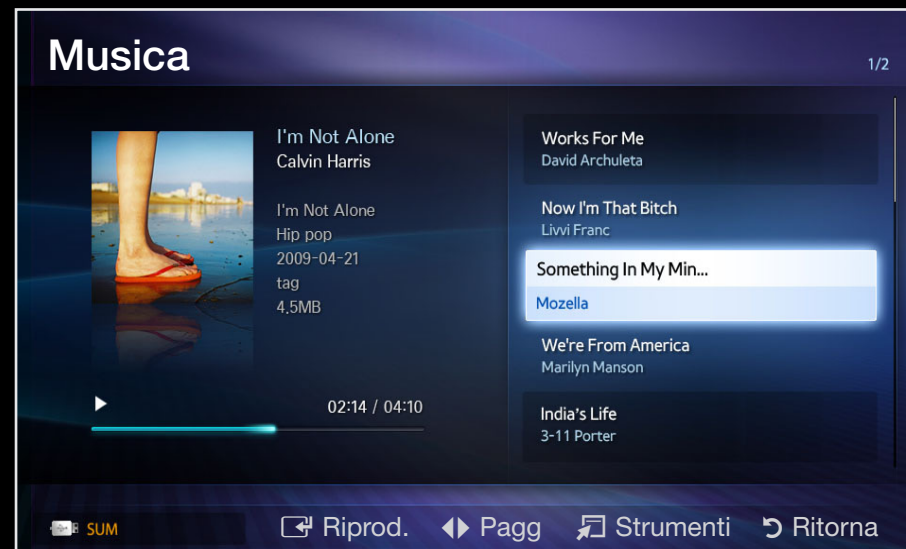 Musica
1/2
I'm Not Alone
Calvin Harris
I'm Not Alone
Hip pop
2009-04-21
tag
4,5MB
02:14 / 04:10
Works For Me
David Archuleta
Now I'm That Bitch
Livvi Franc
Something In My Min...
Mozella
We're From America
Marilyn Manson
India's Life
3-11 Porter
SUM
Riprod.
Pagg
Strumenti
Ritorna